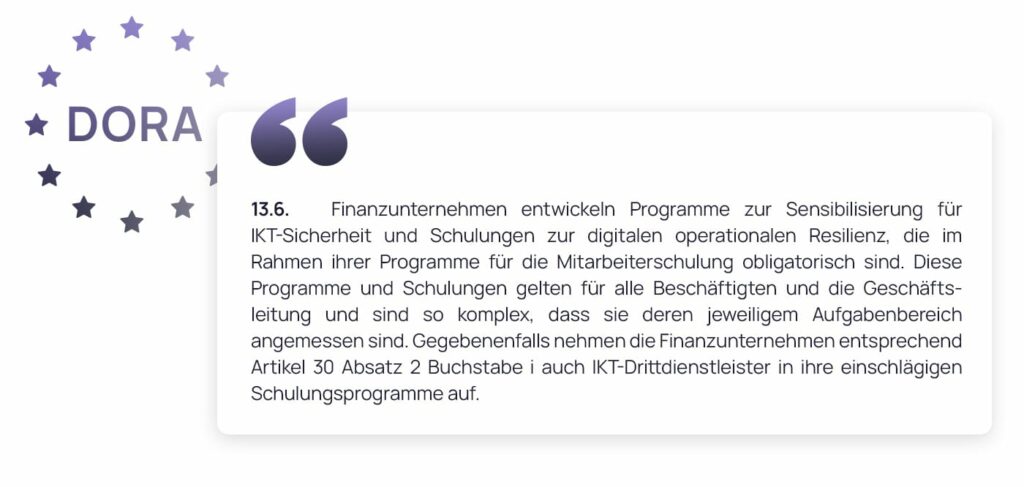 DORA
13.6. Finanzunternehmen entwickeln Programme zur Sensibilisierung für
IKT-Sicherheit und Schulungen zur digitalen operationalen Resilienz, die im
Rahmen ihrer Programme für die Mitarbeiterschulung obligatorisch sind. Diese
Programme und Schulungen gelten für alle Beschäftigten und die Geschäfts-
leitung und sind so komplex, dass sie deren jeweiligem Aufgabenbereich
angemessen sind. Gegebenenfalls nehmen die Finanzunternehmen entsprechend
Artikel 30 Absatz 2 Buchstabe i auch IKT-Drittdienstleister in ihre einschlägigen
Schulungsprogramme auf.